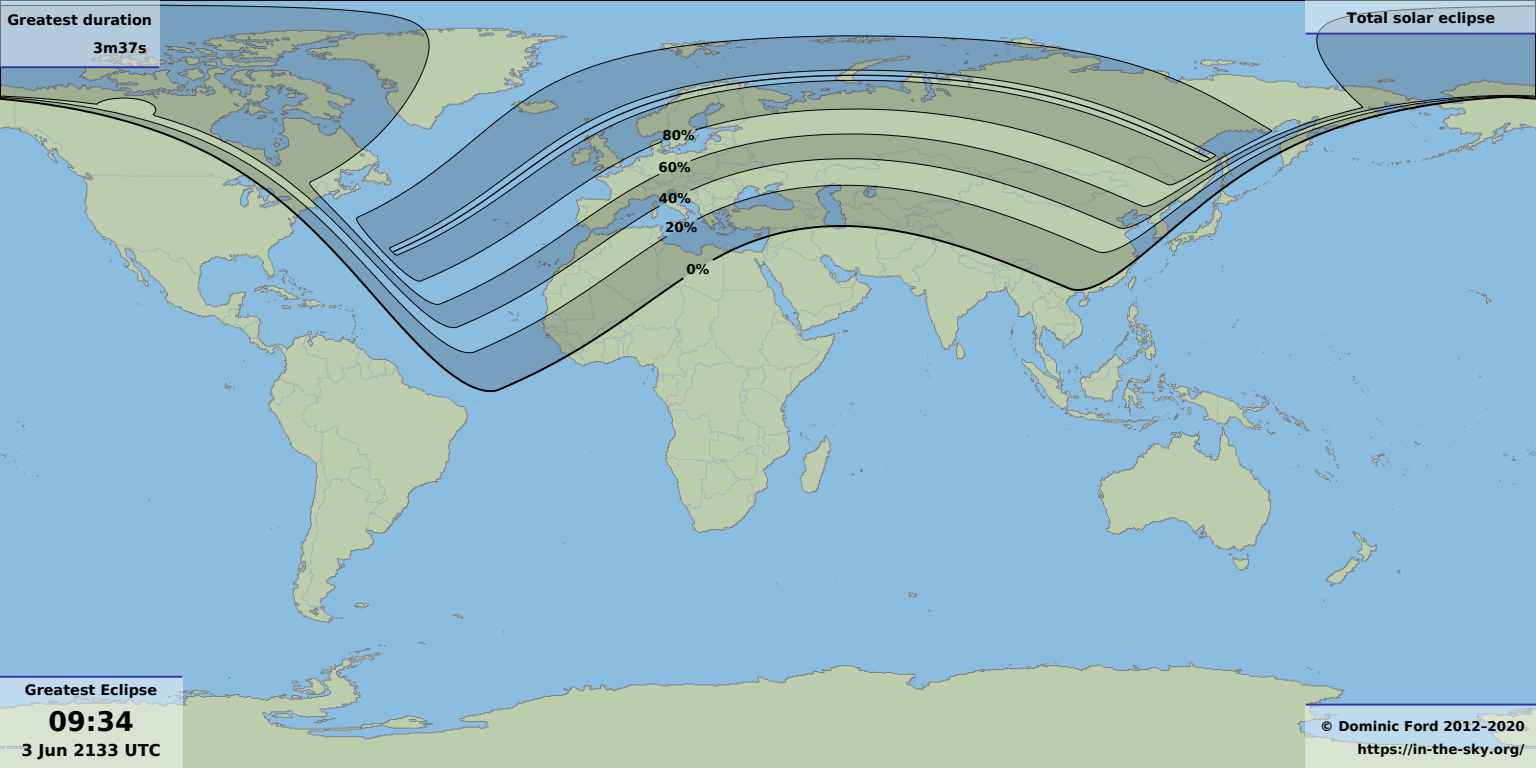 Greatest duration
3m37s
Total solar eclipse
80%
60%
40%
20%
0%
Greatest Eclipse
09:34
3 Jun 2133 UTC
© Dominic Ford 2012–2020
https://in-the-sky.org/